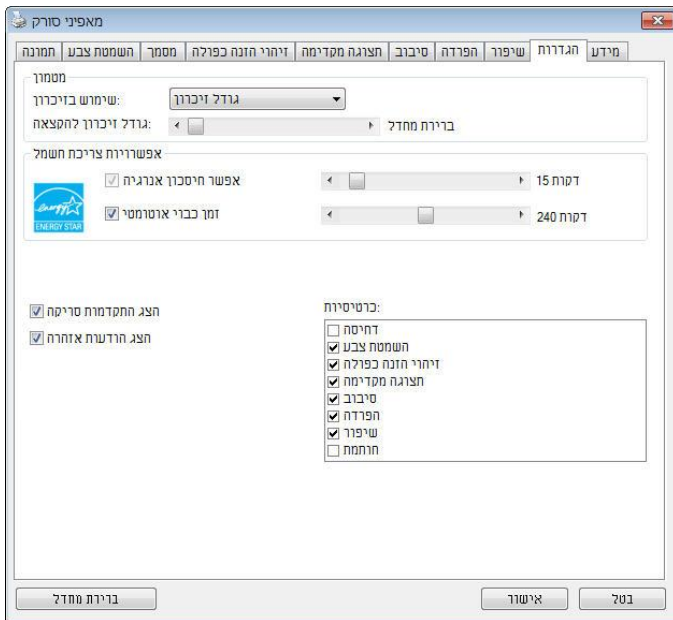 מאפיני סורק
תמונה השמטת צבע מסמך זיהוי הזנה כפולה תצוגה מקדימה סיבוב הפרדה שיפור הגדרות מידע
מטמון
שימוש בזיכרון: גודל זיכרון
גודל זיכרון להקצאה: ברירת מחדל
אפשרויות צריכת חשמל
אפשר חיסכון אנרגיה 15 דקות
זמן כבוי אוטומטי 240 דקות
energy
ENERGY STAR
הצג התקדמות סריקה
הצג הודעות אזהרה
כרטיסיות:
דחיסה
השמטת צבע
זיהוי הזנה כפולה
תצוגה מקדימה
סיבוב
הפרדה
שיפור
חותמת
ברירת מחדל אישור בטל